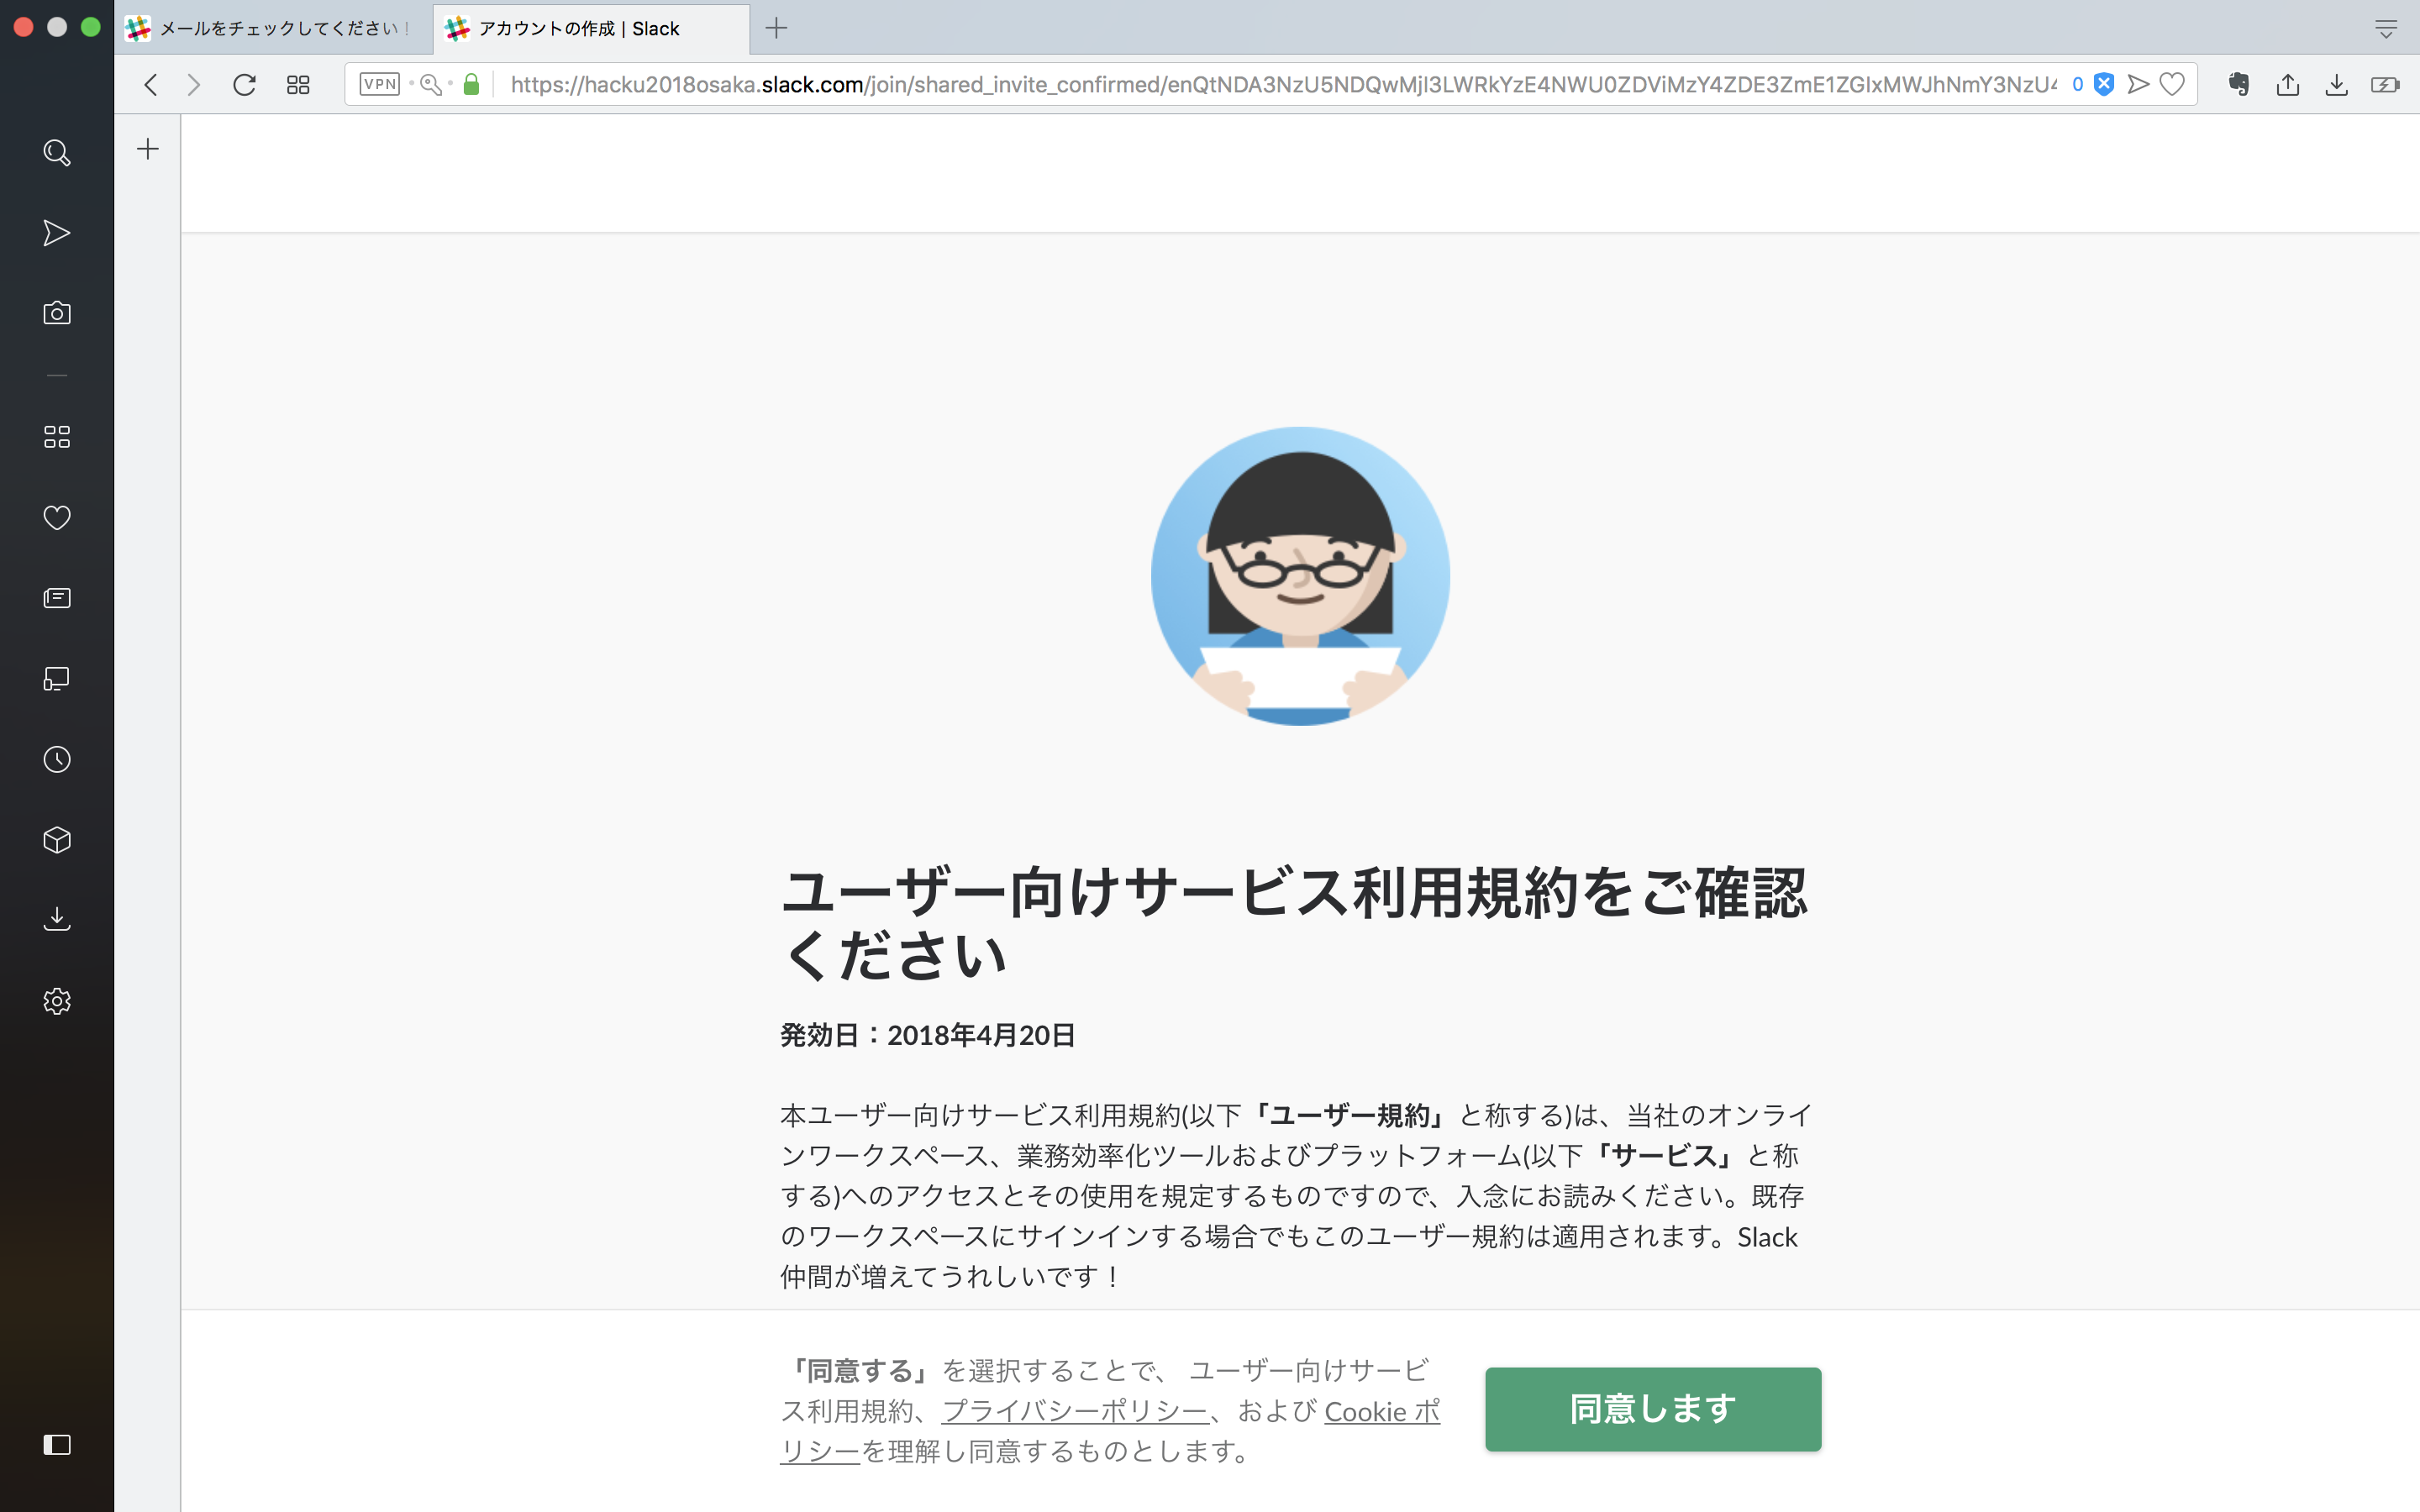 メールをチェックしてください！
アカウントの作成 | Slack
VPN
https://hacku2018osaka.slack.com/join/shared_invite_confirmed/
0
ユーザー向けサービス利用規約をご確認
ください
発効日：2018年4月20日
本ユーザー向けサービス利用規約(以下「ユーザー規約」と称する)は、当社のオンライ
ンワークスペース、業務効率化ツールおよびプラットフォーム(以下「サービス」と称
する)へのアクセスとその使用を規定するものですので、入念にお読みください。既存
のワークスペースにサインインする場合でもこのユーザー規約は適用されます。Slack
仲間が増えてうれしいです！
「同意する」を選択することで、 ユーザー向けサービ
ス利用規約、プライバシーポリシー、および Cookie ポ
リシーを理解し同意するものとします。
同意します